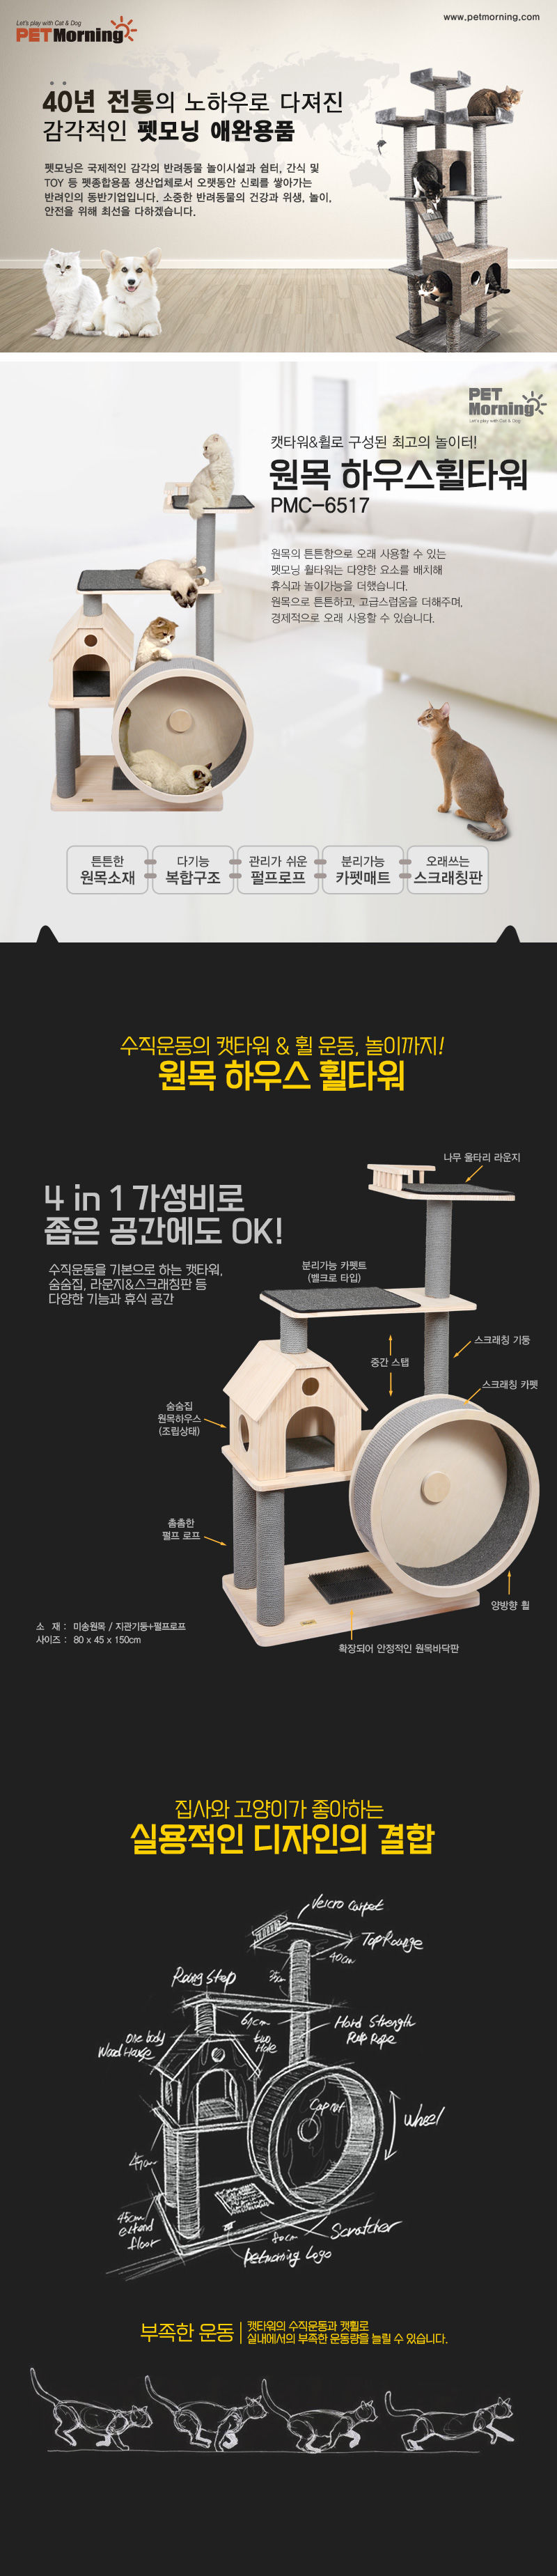 Let's play with Cat & Dog
PETMorning
www.petmorning.com
40년 전통의 노하우로 다져진
감각적인 펫모닝 애완용품
펫모닝은 국제적인 감각의 반려동물 놀이시설과 쉼터, 간식 및
TOY 등 펫종합용품 생산업체로서 오랫동안 신뢰를 쌓아가는
반려인의 동반기업입니다. 소중한 반려동물의 건강과 위생, 놀이,
안전을 위해 최선을 다하겠습니다.
PET
Morning
Let's play with Cat & Dog
캣타워&휠로 구성된 최고의 놀이터!
원목 하우스휠타워
PMC-6517
원목의 튼튼함으로 오래 사용할 수 있는
펫모닝 휠타워는 다양한 요소를 배치해
휴식과 놀이가능을 더했습니다.
원목으로 튼튼하고, 고급스럽움을 더해주며,
경제적으로 오래 사용할 수 있습니다.
튼튼한
원목소재
다기능
복합구조
관리가 쉬운
펄프로프
분리가능
카펫매트
오래쓰는
스크래칭판
수직운동의 캣타워 & 휠 운동, 놀이까지!
원목 하우스 휠타워
나무 울타리 라운지
4 in 1 가성비로
좁은 공간에도 OK!
수직운동을 기본으로 하는 캣타워,
숨숨집, 라운지&스크래칭판 등
다양한 기능과 휴식 공간
분리가능 카펫트
(벨크로 타입)
스크래칭 기둥
중간 스탭
스크래칭 카펫
숨숨집
원목하우스
(조립상태)
촘촘한
펄프 로프
양방향 휠
소 재 : 미송원목 / 지관기둥+펄프로프
사이즈 : 80 x 45 x 150cm
확장되어 안정적인 원목바닥판
집사와 고양이가 좋아하는
실용적인 디자인의 결합
Velcro Carpet
Top Rounge
40cm
35cm
Roing Step
Hard Strength
Pulp Rope
two
Hole
One body
Wood House
Wheel
45cm
extand
floor
80cm
Scratcher
Petmorning Logo
부족한 운동
캣타워의 수직운동과 캣휠로
실내에서의 부족한 운동량을 늘릴 수 있습니다.